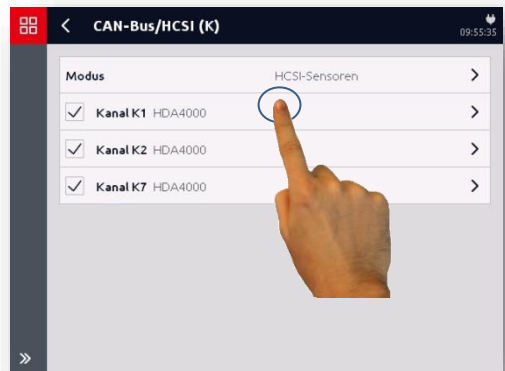 CAN-Bus/HCSI (K)
09:55:35
Modus HCSI-Sensoren
Kanal K1 HDA4000
Kanal K2 HDA4000
Kanal K7 HDA4000